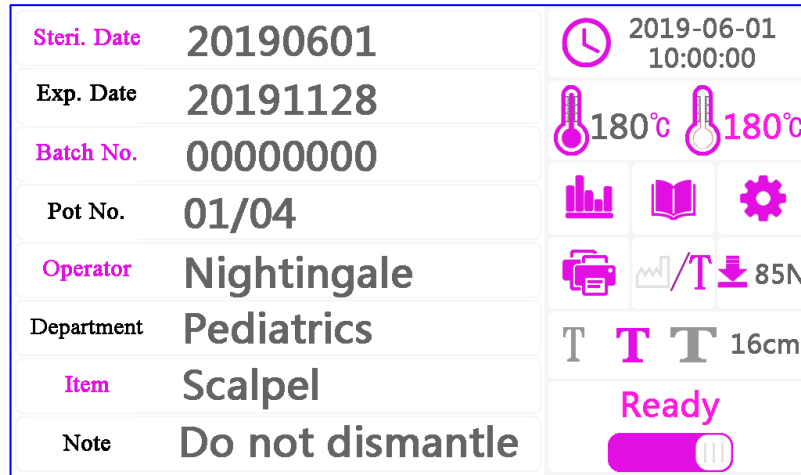 Steri. Date 20190601
Exp. Date 20191128
Batch No. 00000000
Pot No. 01/04
Operator Nightingale
Department Pediatrics
Item Scalpel
Note Do not dismantle
2019-06-01
10:00:00
180℃ 180℃
/T 85N
T T T 16cm
Ready